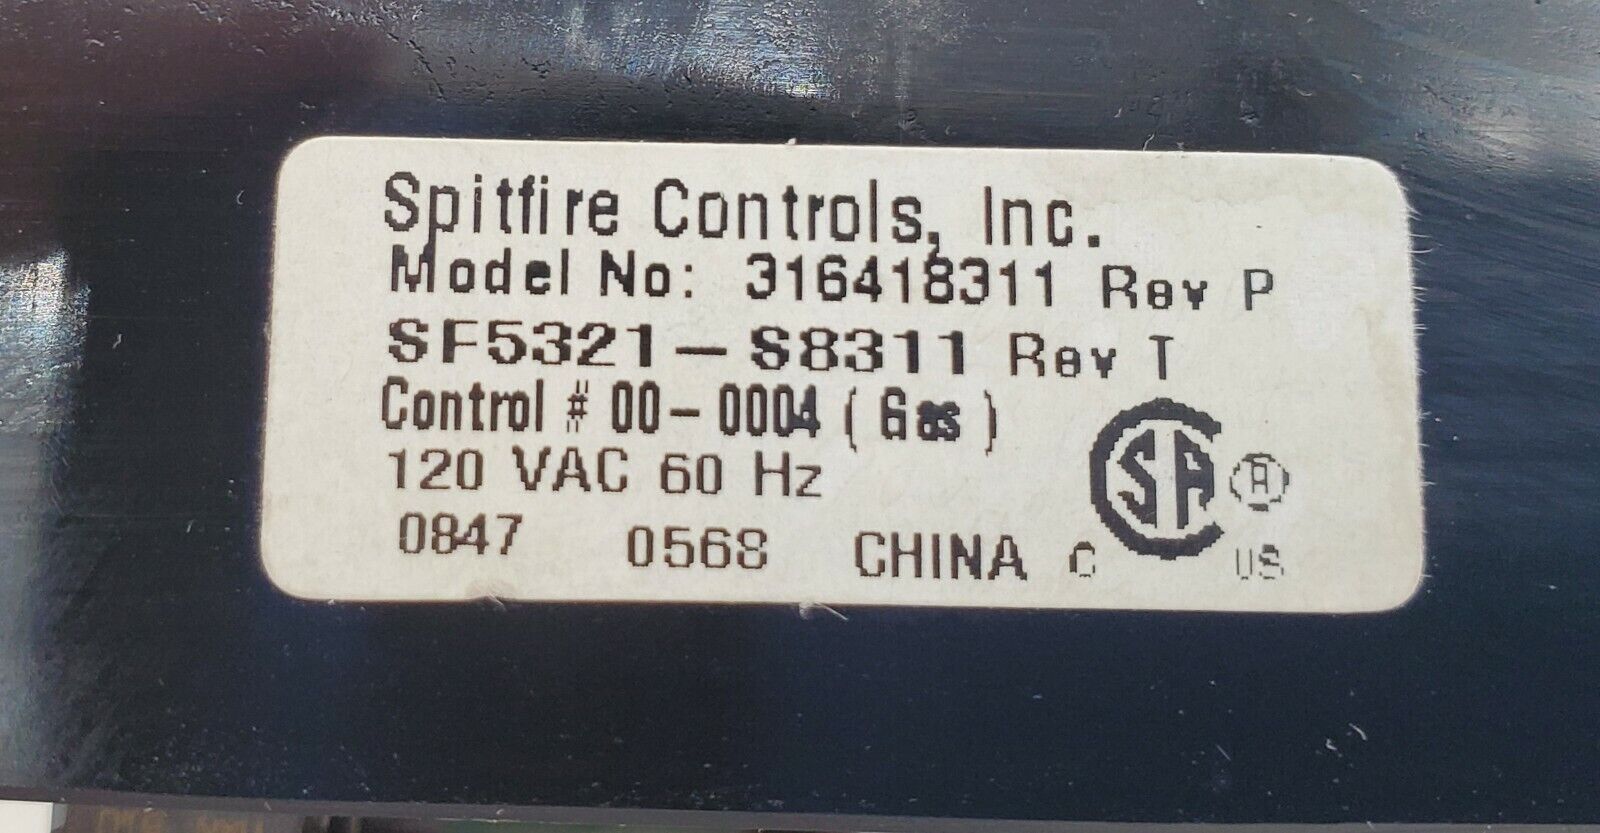 Spitfire Controls, Inc.
Model No: 316418311 Rev P
SF5321-S8311 Rev T
Control # 00-0004 (Gas)
120 VAC 60 Hz
0847 0568 CHINA C US
SA
®